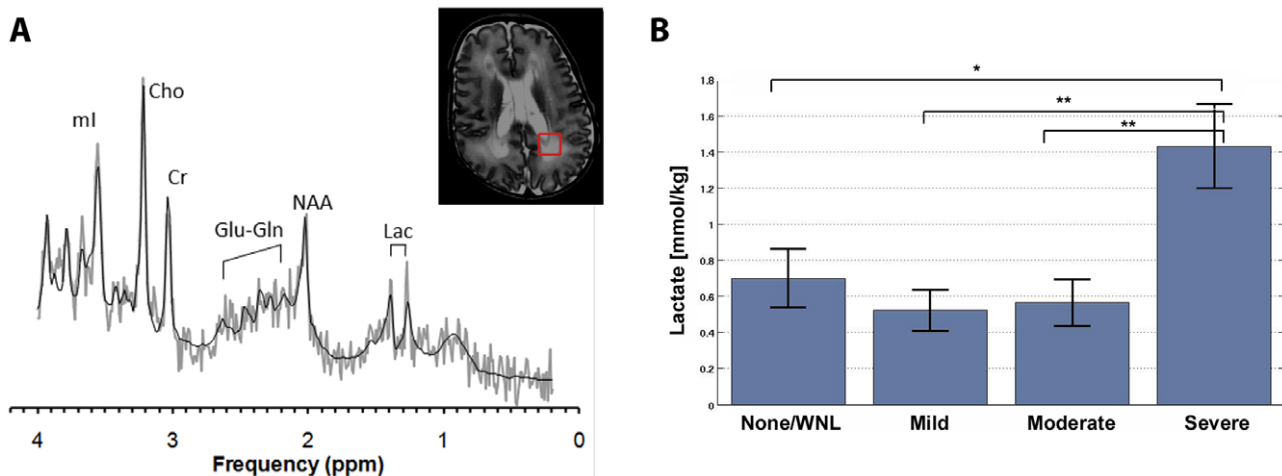 A
mI
Cho
Cr
Glu-Gln
NAA
Lac
4 3 2 1 0
Frequency (ppm)
B
*
**
**
1.8
1.6
1.4
1.2
1
0.8
0.6
0.4
0.2
0
Lactate [mmol/kg]
None/WNL Mild Moderate Severe